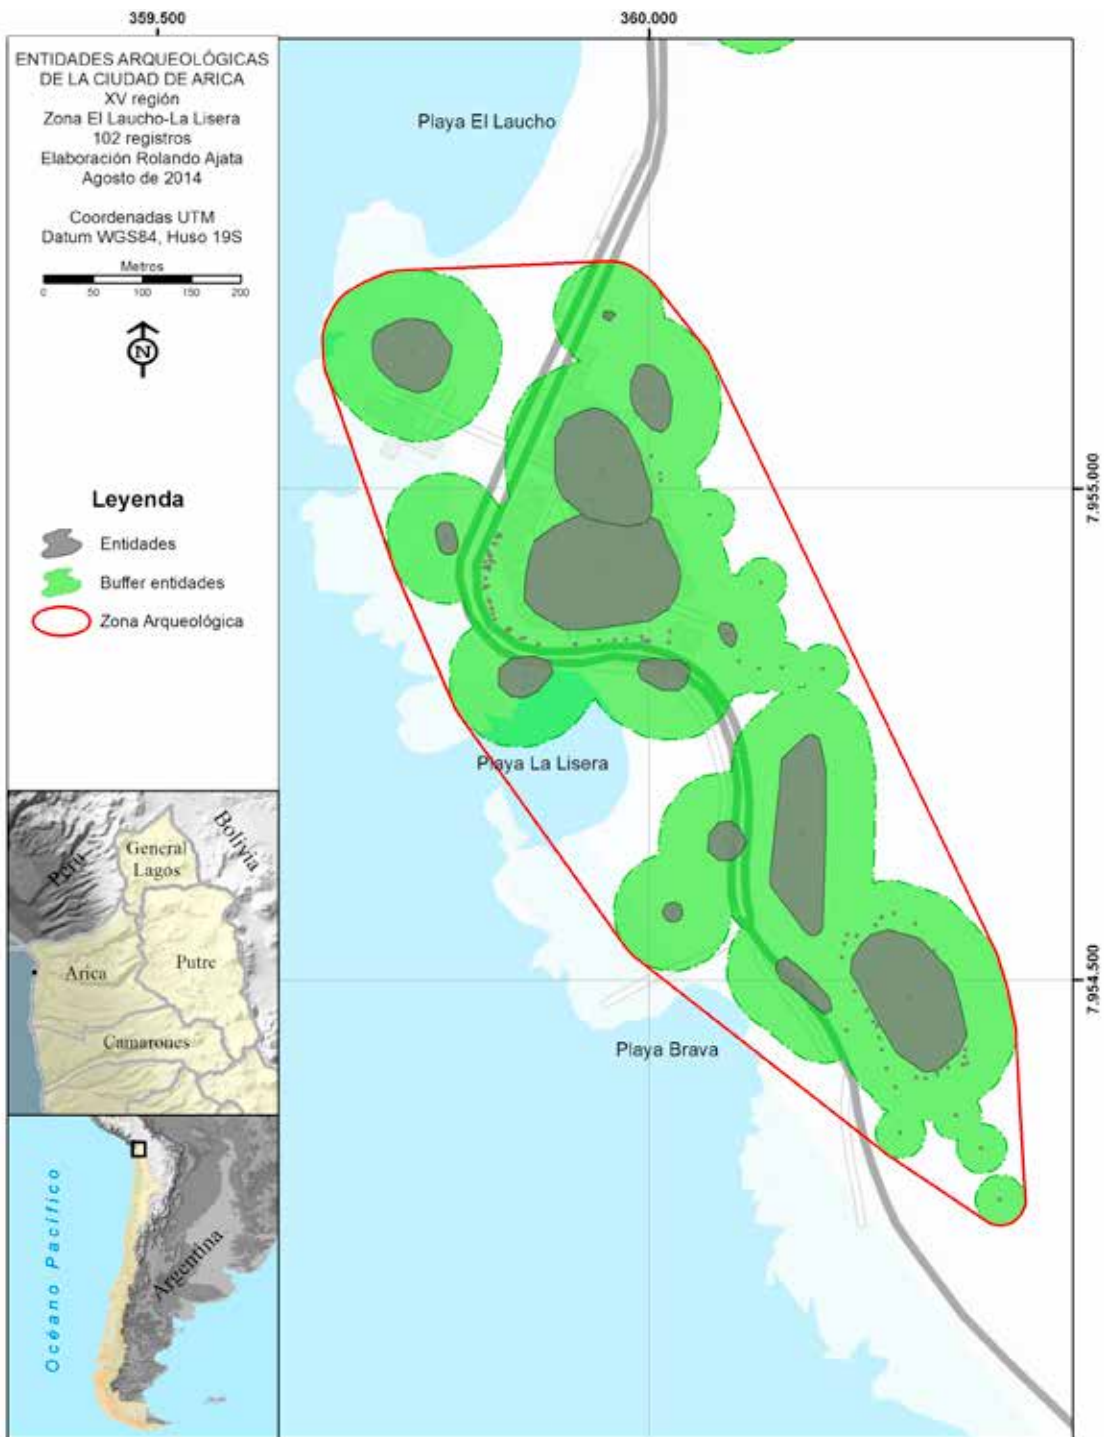 359.500
360.000
ENTIDADES ARQUEOLÓGICAS
DE LA CIUDAD DE ARICA
XV región
Zona El Laucho-La Lisera
102 registros
Elaboración Rolando Ajata
Agosto de 2014
Coordenadas UTM
Datum WGS84, Huso 19S
Metros
0 50 100 150 200
N
Leyenda
Entidades
Buffer entidades
Zona Arqueológica
Playa El Laucho
7.955.000
Playa La Lisera
7.954.500
Playa Brava
Perú
Bolivia
General
Lagos
Arica
Putre
Camarones
Océano Pacífico
Argentina